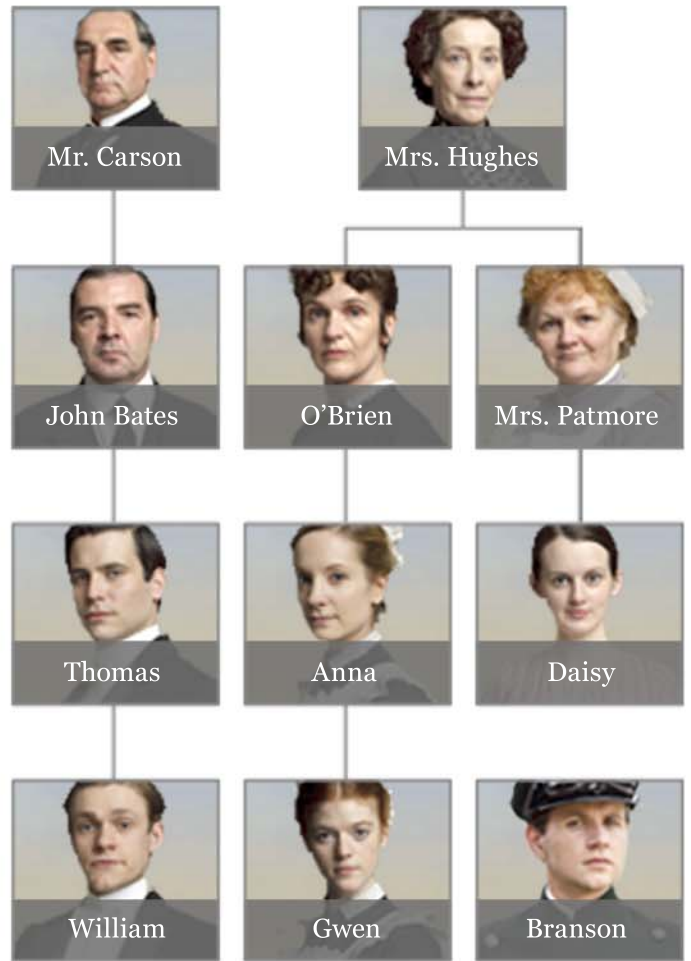 Mr. Carson
Mrs. Hughes
John Bates
O’Brien
Mrs. Patmore
Thomas
Anna
Daisy
William
Gwen
Branson